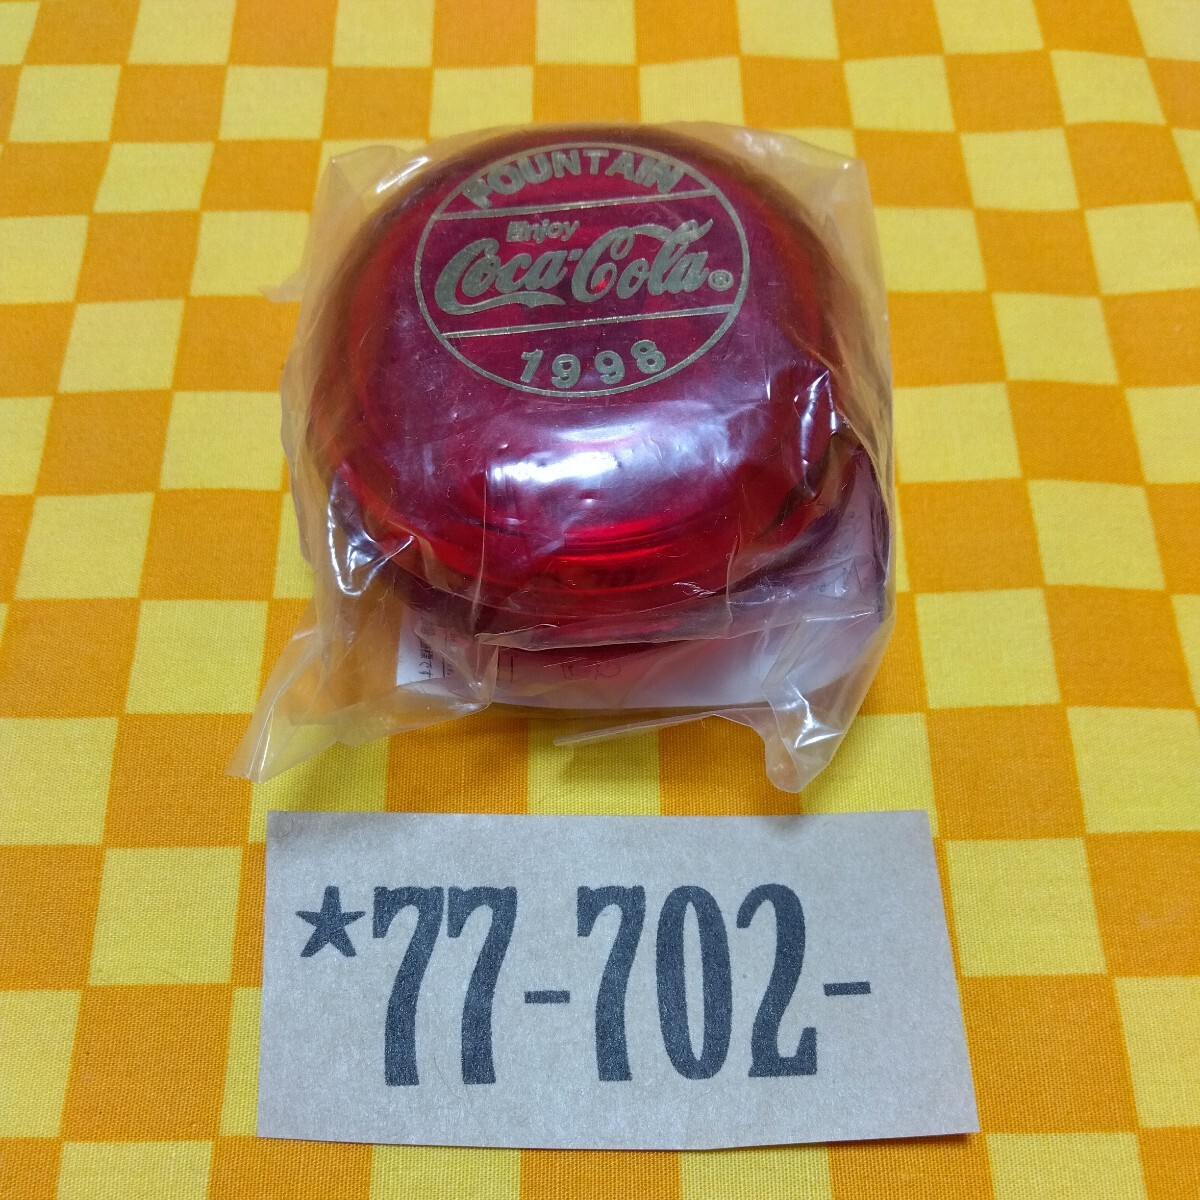 FOUNTAIN
Enjoy
Coca-Cola®
1998
★77-702-